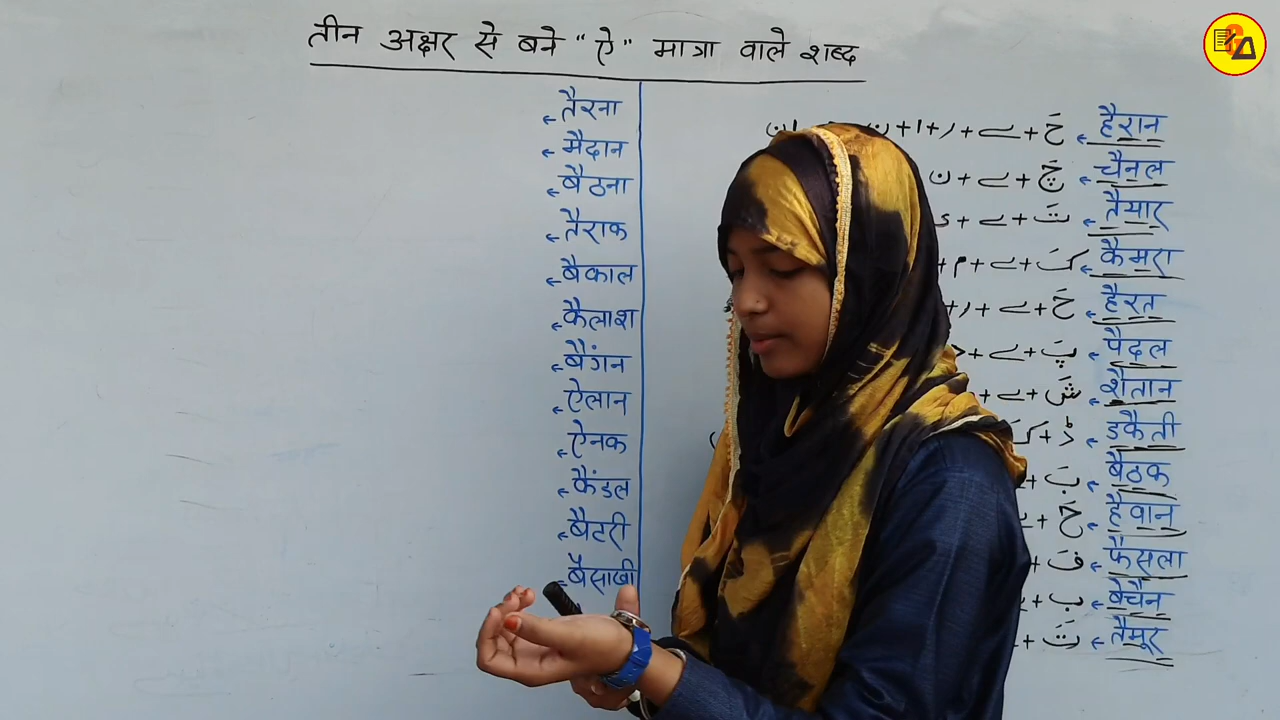 तीन अक्षर से बने "ऐ" मात्रा वाले शब्द
हैरान ← حَ + ے + ر + ا + ن
चैनल ← چَ + ے + ن
तैयार ← تَ + ے + ی
कैमरा ← کَ + ے + م +
हैरत ← حَ + ے + ر +
पैदल ← پَ + ے + د
शैतान ← شَ + ے +
डकैती ← ڈ + کَ
बैठक ← بَ +
हैवान ← حَ +
फैसला ← فَ +
बेचैन ← ب +
तैमूर ← تَ +
तैरना ←
मैदान ←
बैठना ←
तैराक ←
बैकाल ←
कैलाश ←
बैंगन ←
ऐलान ←
ऐनक ←
कैंडल ←
बैटरी ←
बैसाखी ←